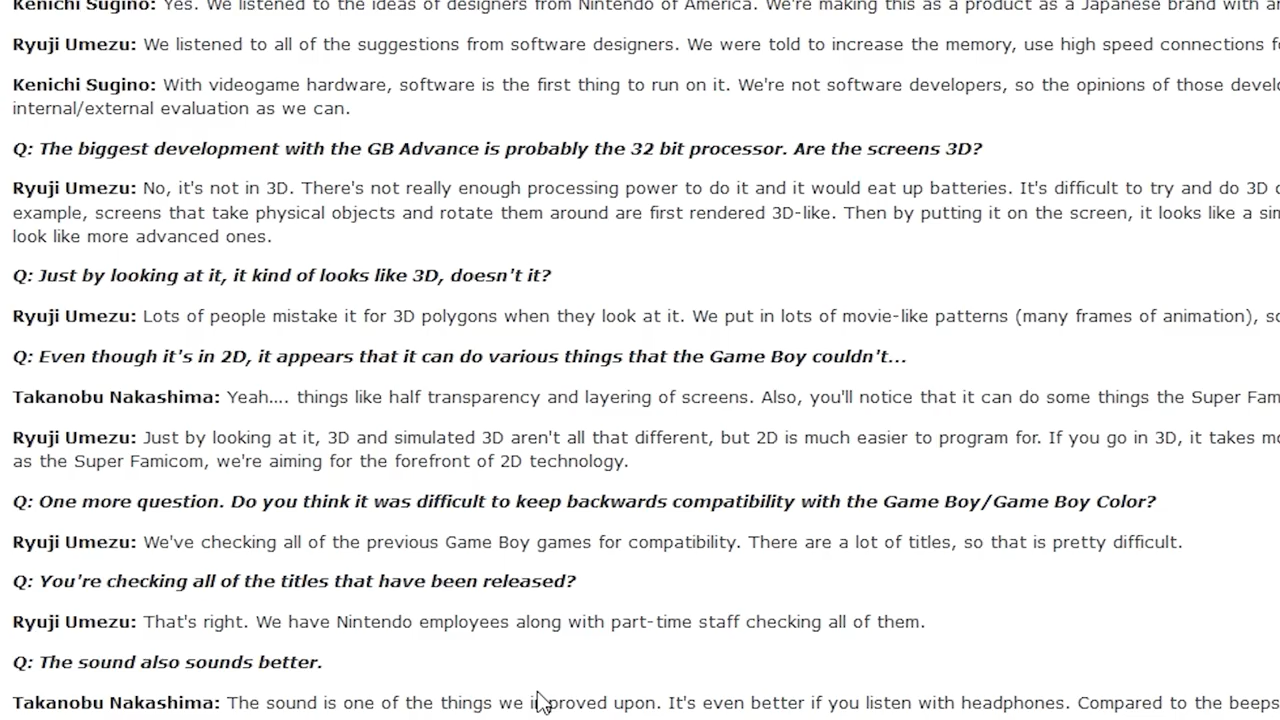 Kenichi Sugino: Yes. We listened to the ideas of designers from Nintendo of America. We're making this as a product as a Japanese brand with
Ryuji Umezu: We listened to all of the suggestions from software designers. We were told to increase the memory, use high speed connections
Kenichi Sugino: With videogame hardware, software is the first thing to run on it. We're not software developers, so the opinions of those
internal/external evaluation as we can.
Q: The biggest development with the GB Advance is probably the 32 bit processor. Are the screens 3D?
Ryuji Umezu: No, it's not in 3D. There's not really enough processing power to do it and it would eat up batteries. It's difficult to try and do 3D
example, screens that take physical objects and rotate them around are first rendered 3D-like. Then by putting it on the screen, it looks like a
look like more advanced ones.
Q: Just by looking at it, it kind of looks like 3D, doesn't it?
Ryuji Umezu: Lots of people mistake it for 3D polygons when they look at it. We put in lots of movie-like patterns (many frames of animation),
Q: Even though it's in 2D, it appears that it can do various things that the Game Boy couldn't...
Takanobu Nakashima: Yeah.... things like half transparency and layering of screens. Also, you'll notice that it can do some things the Super
Ryuji Umezu: Just by looking at it, 3D and simulated 3D aren't all that different, but 2D is much easier to program for. If you go in 3D, it takes
as the Super Famicom, we're aiming for the forefront of 2D technology.
Q: One more question. Do you think it was difficult to keep backwards compatibility with the Game Boy/Game Boy Color?
Ryuji Umezu: We've checking all of the previous Game Boy games for compatibility. There are a lot of titles, so that is pretty difficult.
Q: You're checking all of the titles that have been released?
Ryuji Umezu: That's right. We have Nintendo employees along with part-time staff checking all of them.
Q: The sound also sounds better.
Takanobu Nakashima: The sound is one of the things we improved upon. It's even better if you listen with headphones. Compared to the beeps